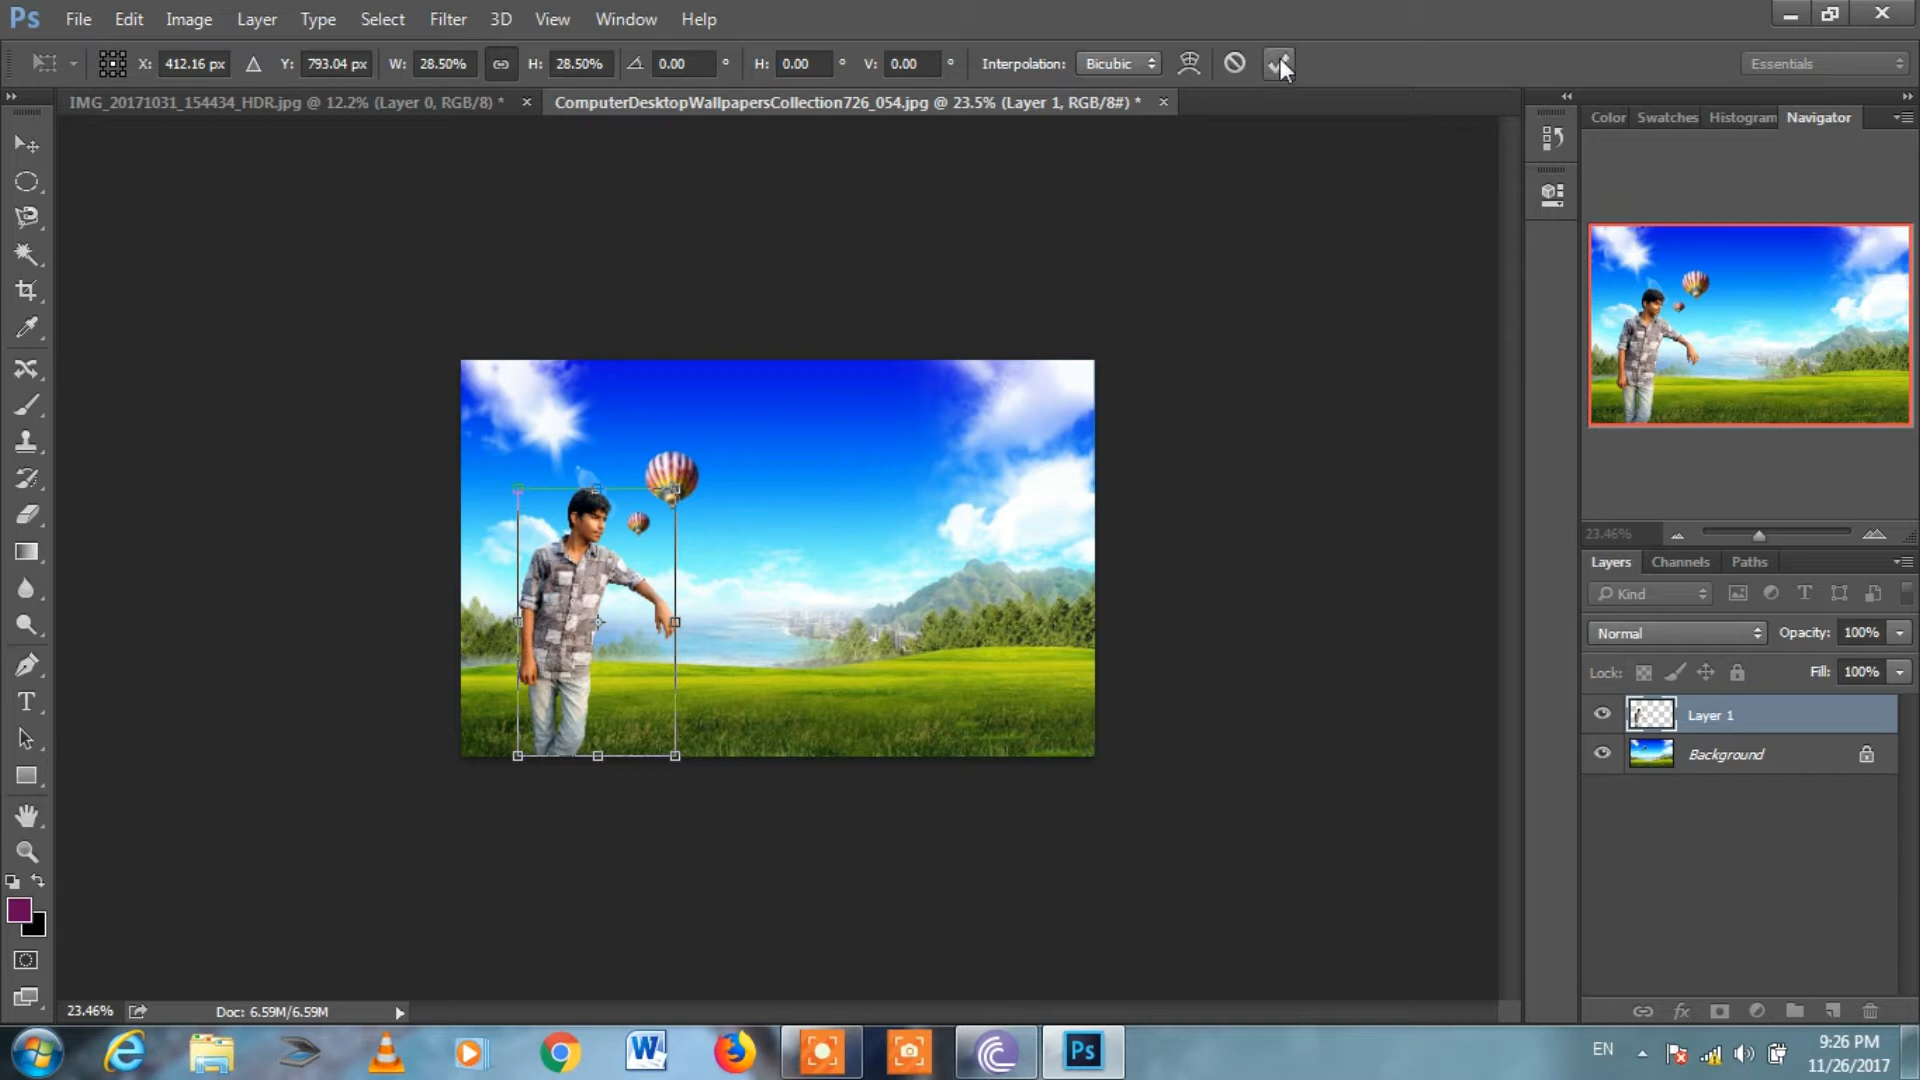 Ps File Edit Image Layer Type Select Filter 3D View Window Help
X: 412.16 px Y: 793.04 px W: 28.50% H: 28.50% 0.00 ° H: 0.00 ° V: 0.00 ° Interpolation: Bicubic Essentials
IMG_20171031_154434_HDR.jpg @ 12.2% (Layer 0, RGB/8) * × ComputerDesktopWallpapersCollection726_054.jpg @ 23.5% (Layer 1, RGB/8#) * ×
Color Swatches Histogram Navigator
23.46%
Layers Channels Paths
Kind
Normal Opacity: 100%
Lock: Fill: 100%
Layer 1
Background
23.46% Doc: 6.59M/6.59M
EN
9:26 PM
11/26/2017
Ps